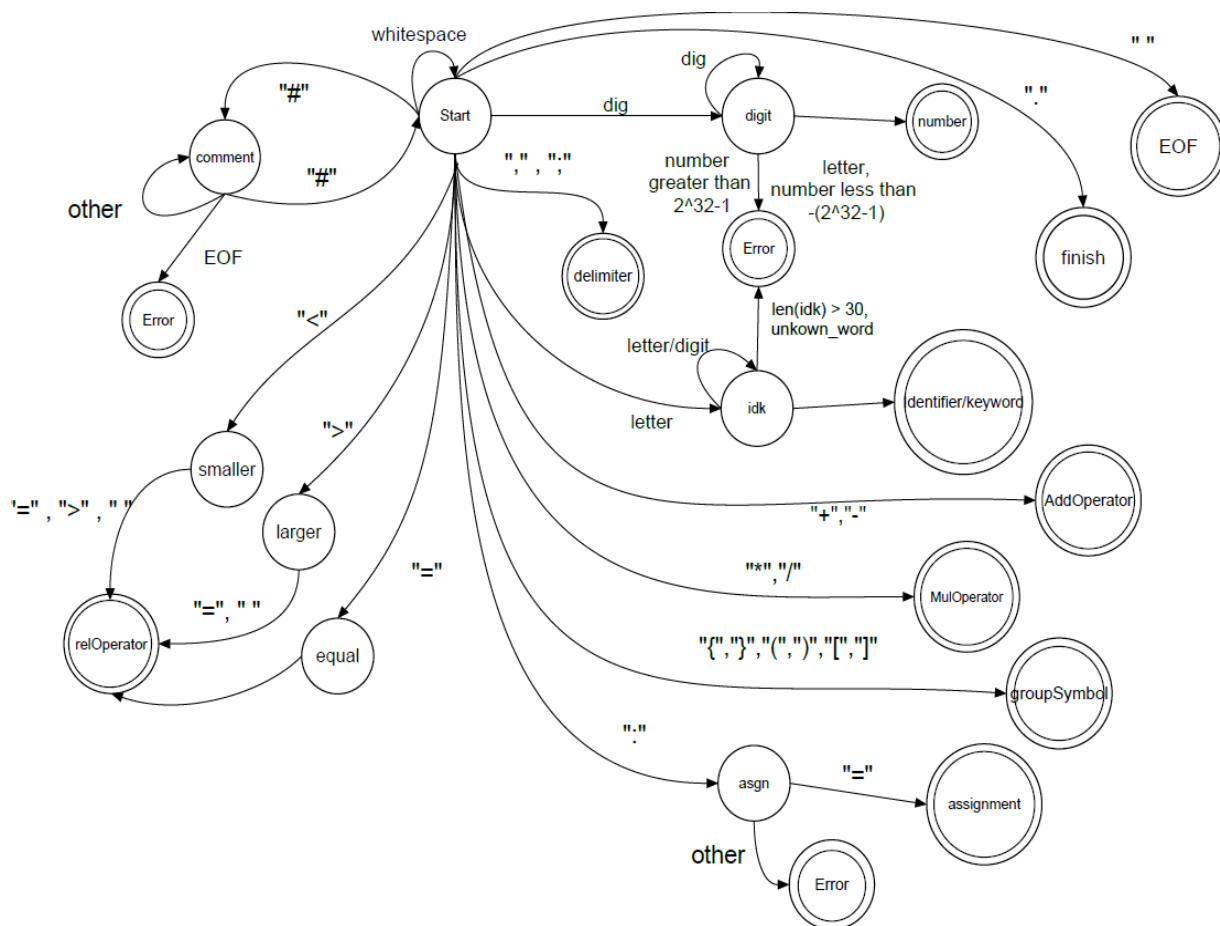 whitespace
" "
"#"
dig
"."
Start
dig
digit
number
EOF
comment
"#"
"," , ";"
number
greater than
2^32-1
letter,
number less than
-(2^32-1)
other
EOF
Error
delimiter
finish
Error
"<"
len(idk) > 30,
unkown_word
letter/digit
idk
dentifier/keyword
letter
">"
smaller
'=" , ">" , " "
larger
"="
"+","-"
AddOperator
"*","/"
MulOperator
"=", " "
relOperator
equal
"{","}","(",")","[","]"
groupSymbol
":"
asgn
"="
assignment
other
Error